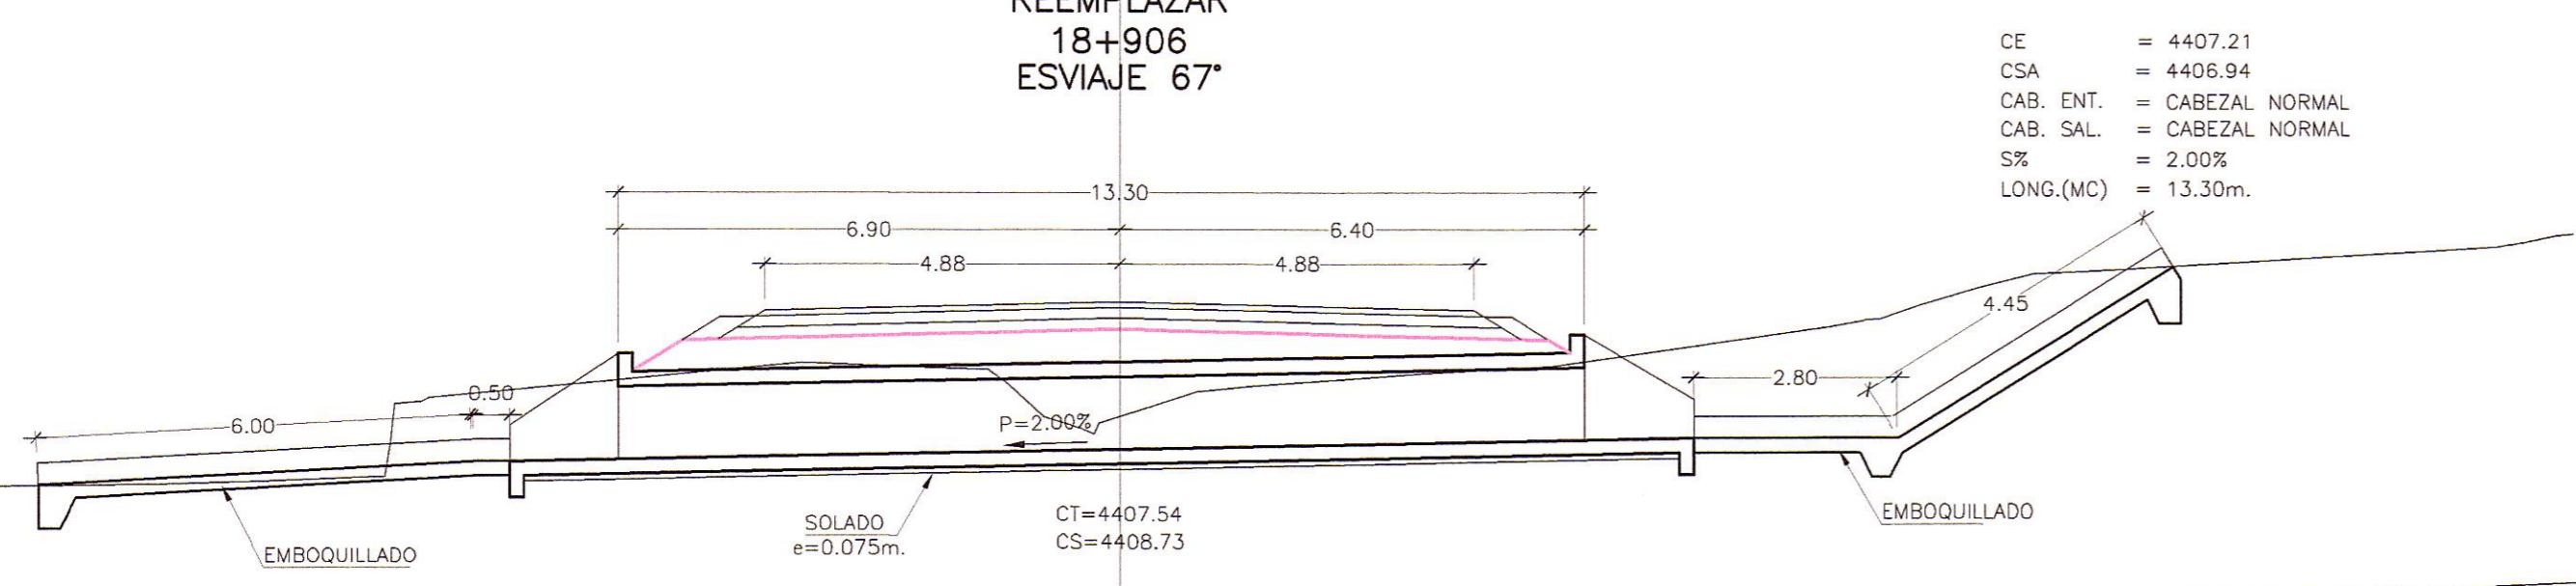 REEMPLAZAR
18+906
ESVIAJE 67°
CE = 4407.21
CSA = 4406.94
CAB. ENT. = CABEZAL NORMAL
CAB. SAL. = CABEZAL NORMAL
S% = 2.00%
LONG.(MC) = 13.30m.
13.30
6.90 6.40
4.88 4.88
4.45
2.80
0.50
6.00
P=2.00%
SOLADO
e=0.075m.
CT=4407.54
CS=4408.73
EMBOQUILLADO
EMBOQUILLADO